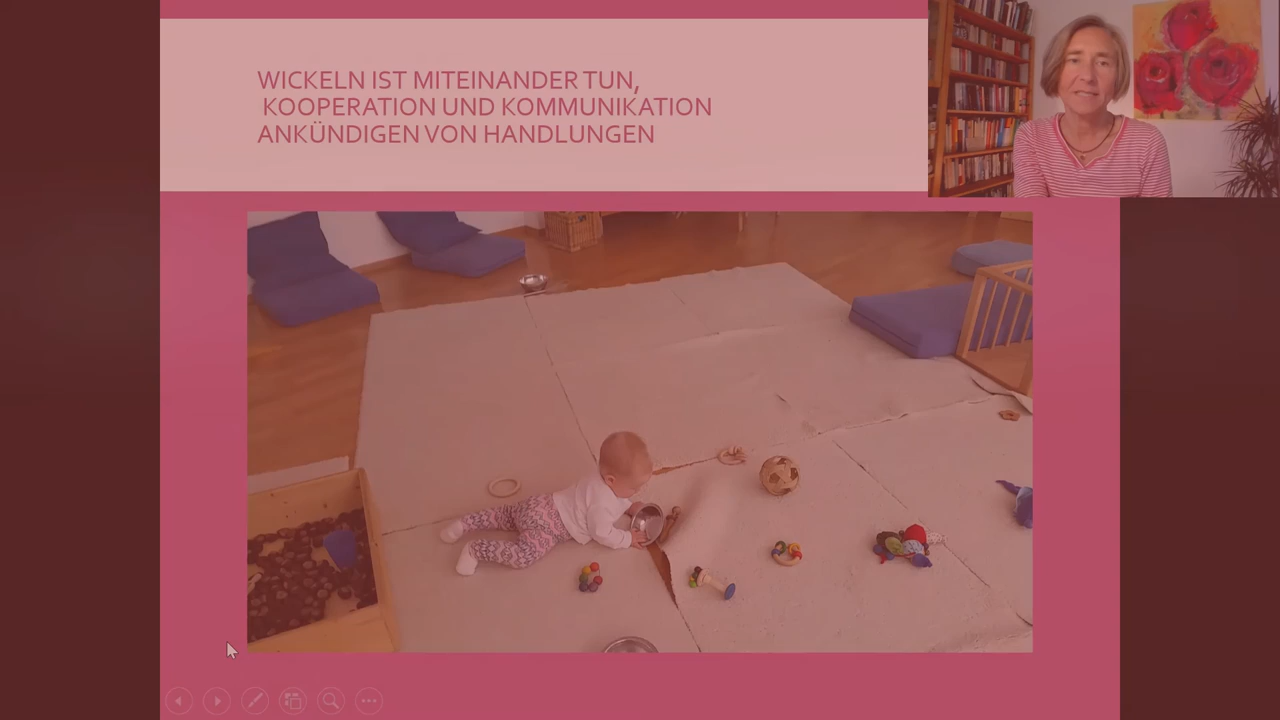 WICKELN IST MITEINANDER TUN,
KOOPERATION UND KOMMUNIKATION
ANKÜNDIGEN VON HANDLUNGEN